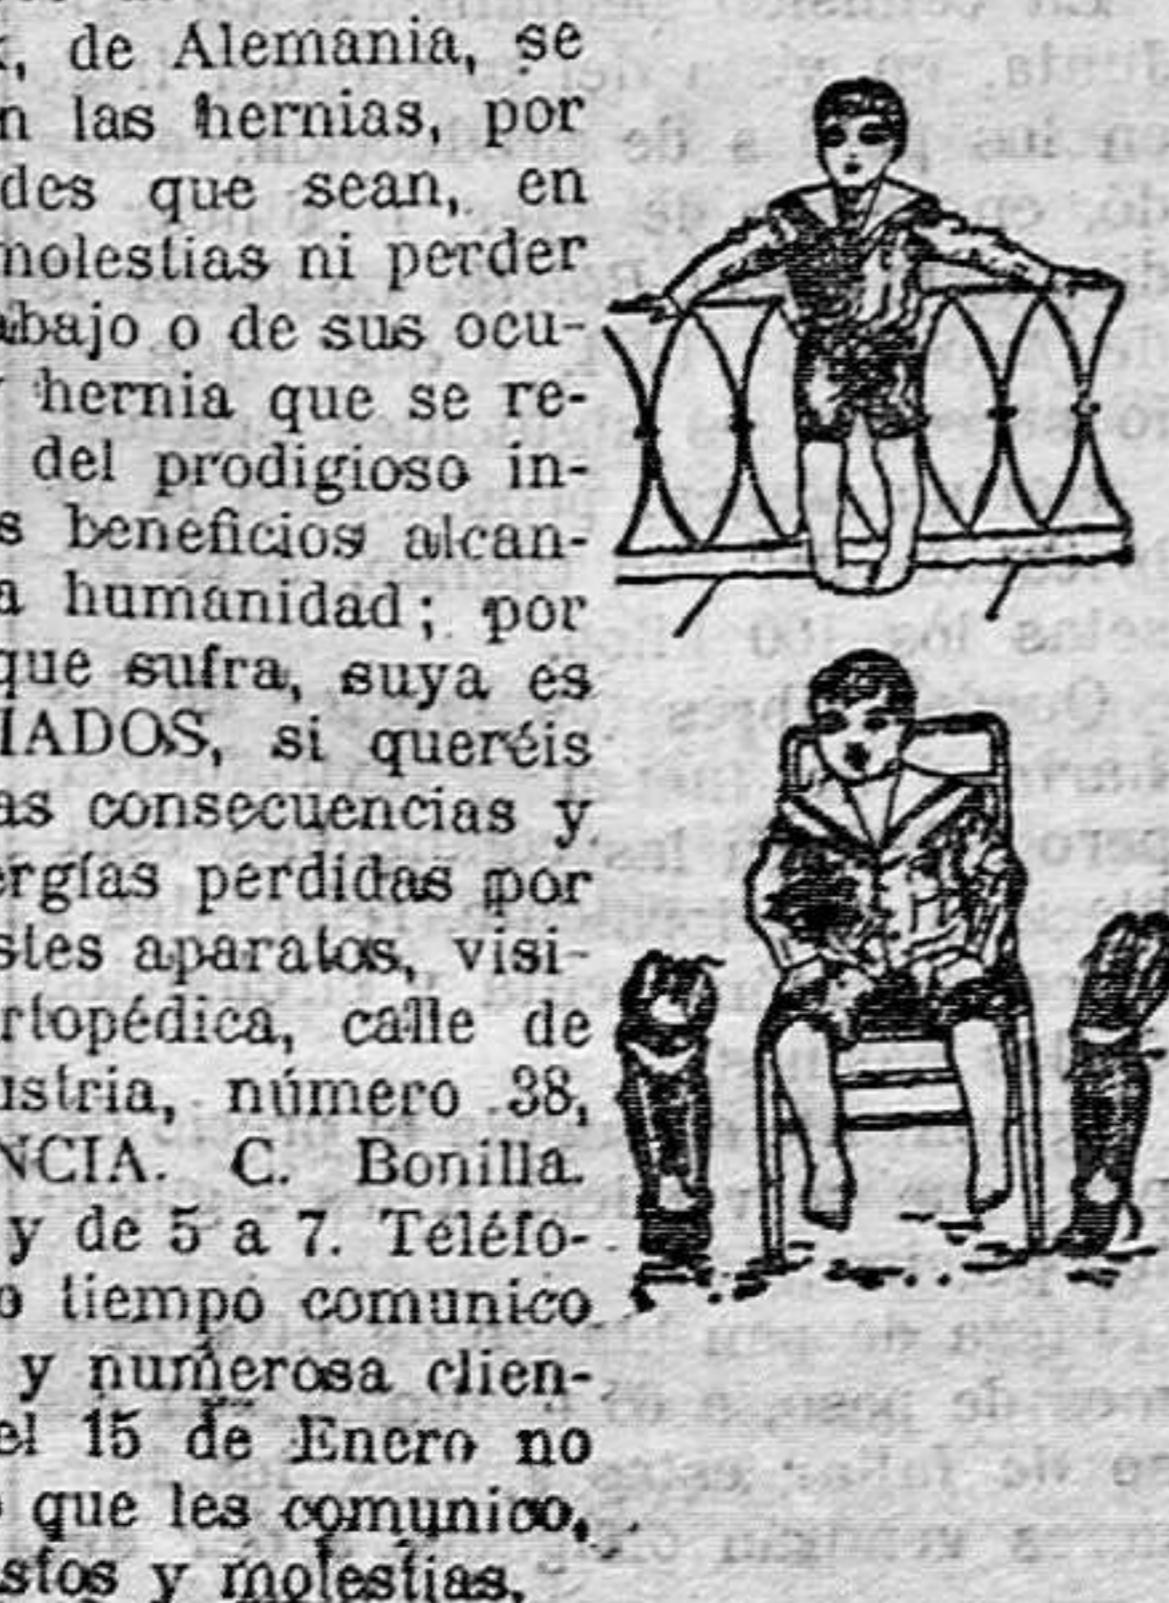 , de Alemania, se
n las hernias, por
des que sean, en
molestias ni perder
abajo o de sus ocu-
hernia que se re-
del prodigioso in-
s beneficios alcan-
a humanidad; por
que sufra, suya es
IADOS, si queréis
as consecuencias y
ergías perdidas por
stes aparatos, visi-
rtopédica, calle de
ustria, número 38,
NCIA. C. Bonilla.
y de 5 a 7. Teléfo-
o tiempo comunico
y numerosa clien-
el 15 de Enero no
que les comunico,
stos y molestias.